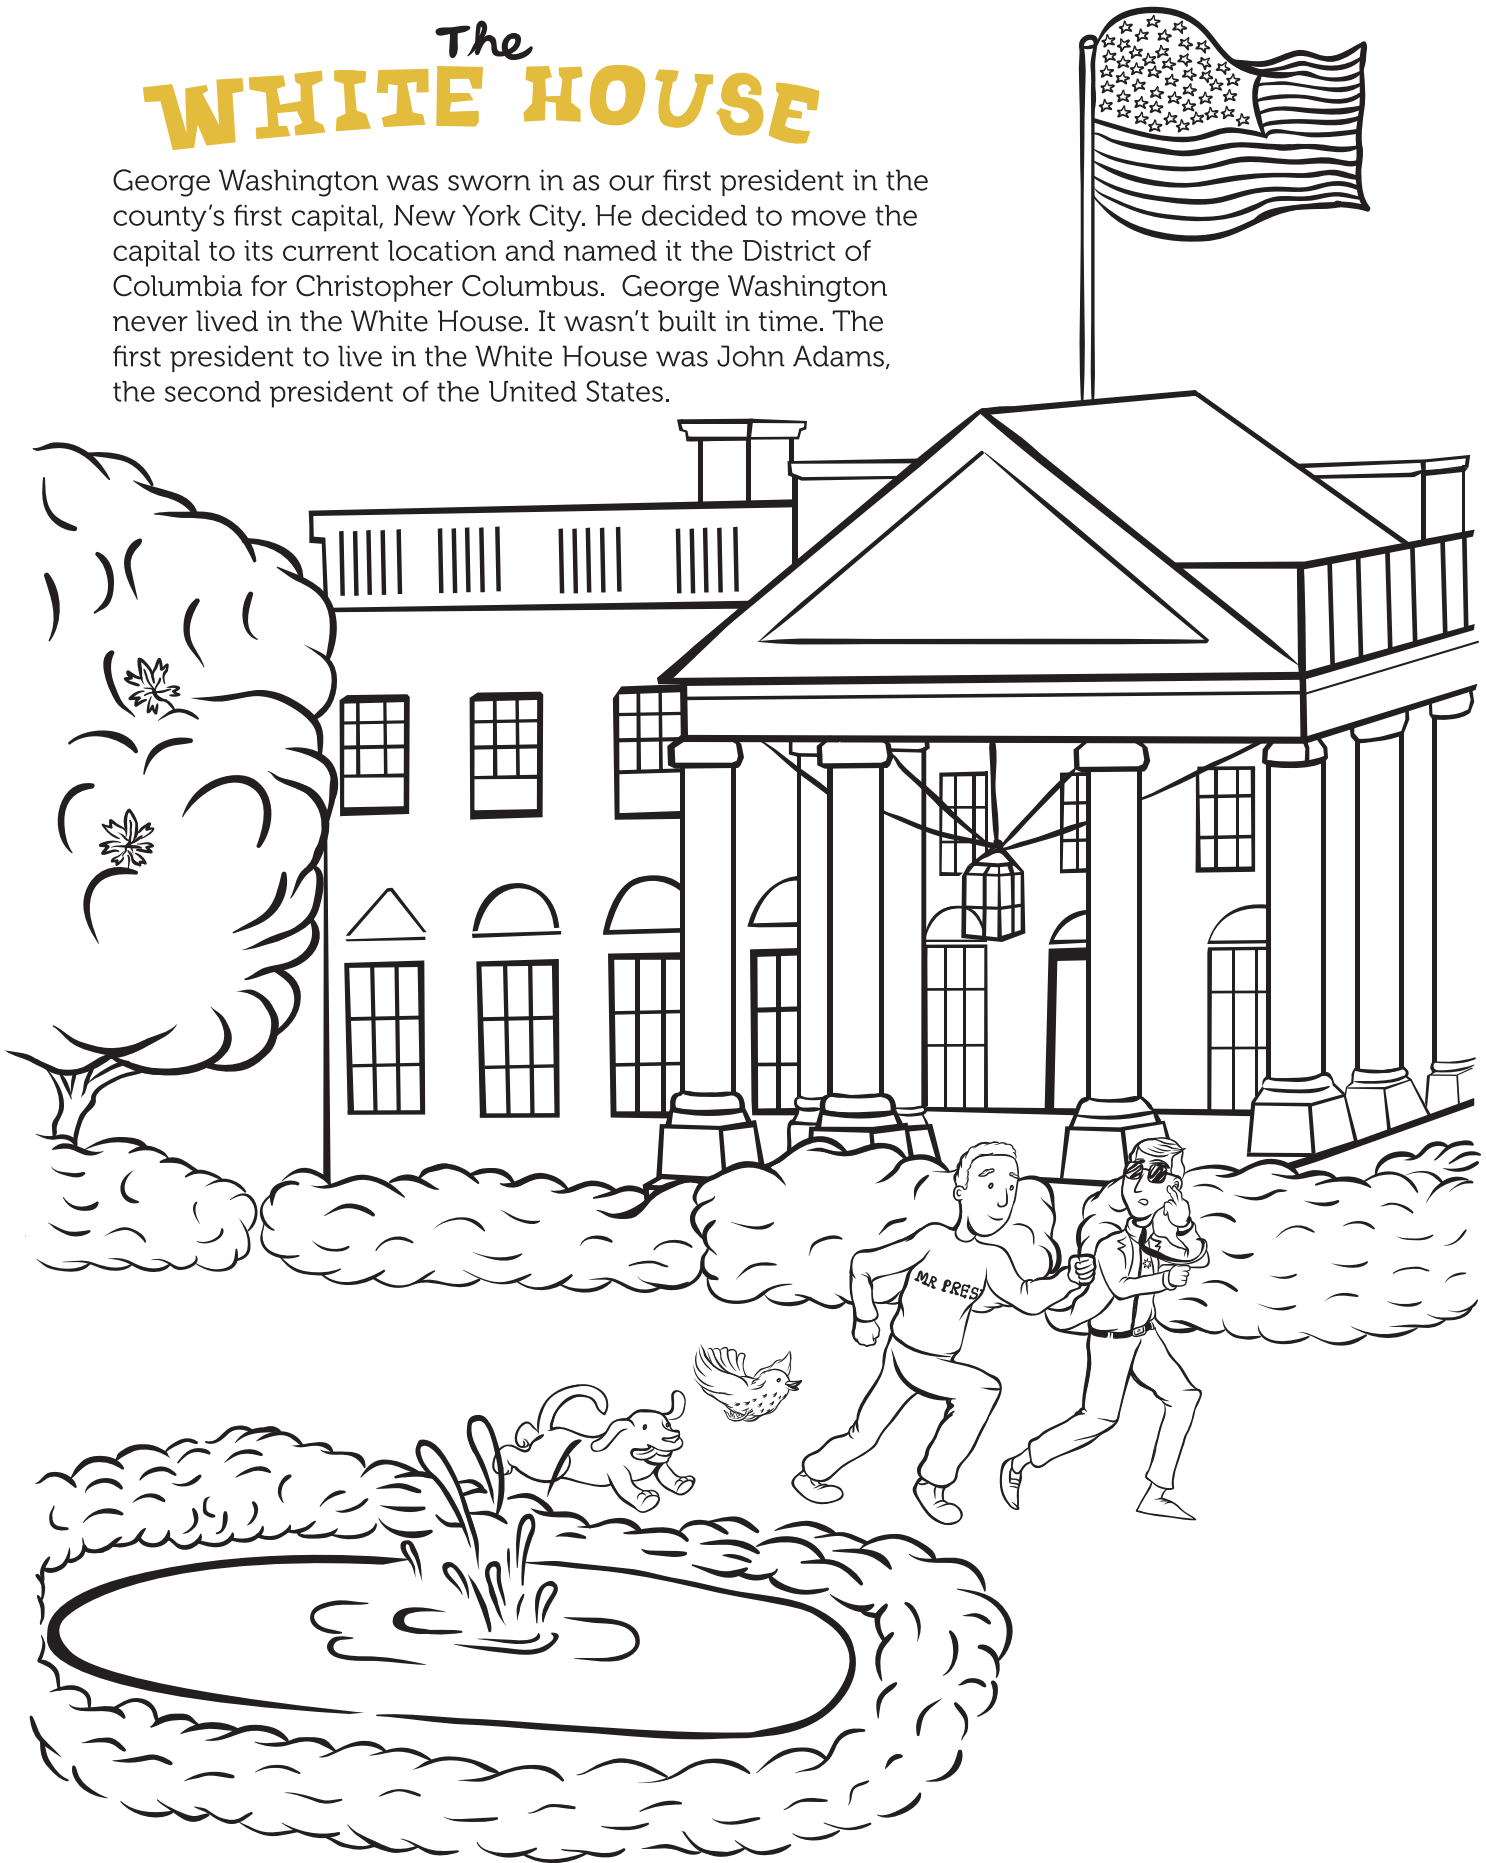 The
WHITE HOUSE
George Washington was sworn in as our first president in the
county's first capital, New York City. He decided to move the
capital to its current location and named it the District of
Columbia for Christopher Columbus.  George Washington
never lived in the White House. It wasn't built in time. The
first president to live in the White House was John Adams,
the second president of the United States.
MR PRES